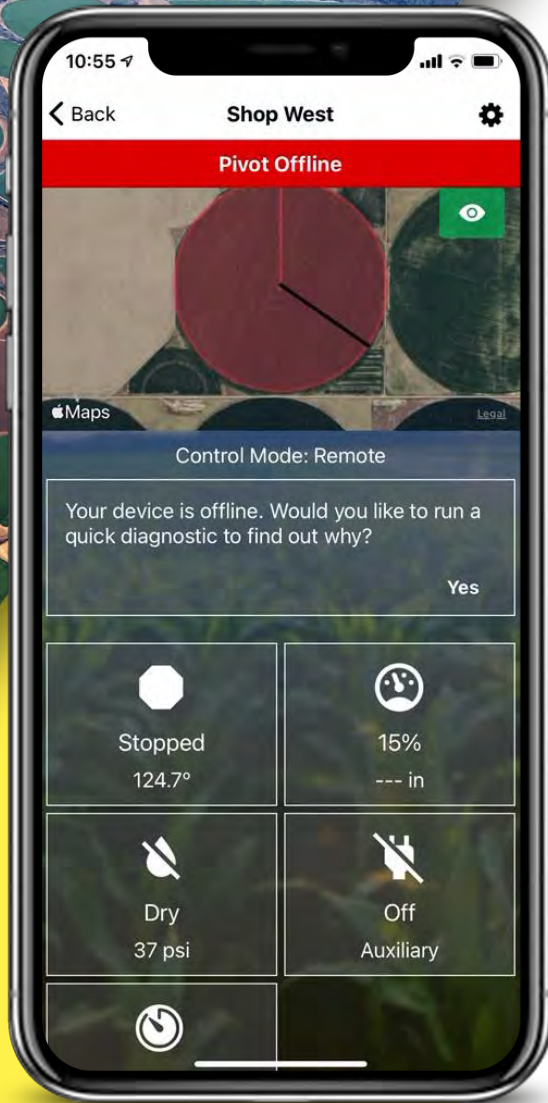 10:55
Back
Shop West
Pivot Offline
Maps
Legal
Control Mode: Remote
Your device is offline. Would you like to run a
quick diagnostic to find out why?
Yes
Stopped
124.7°
15%
--- in
Dry
37 psi
Off
Auxiliary